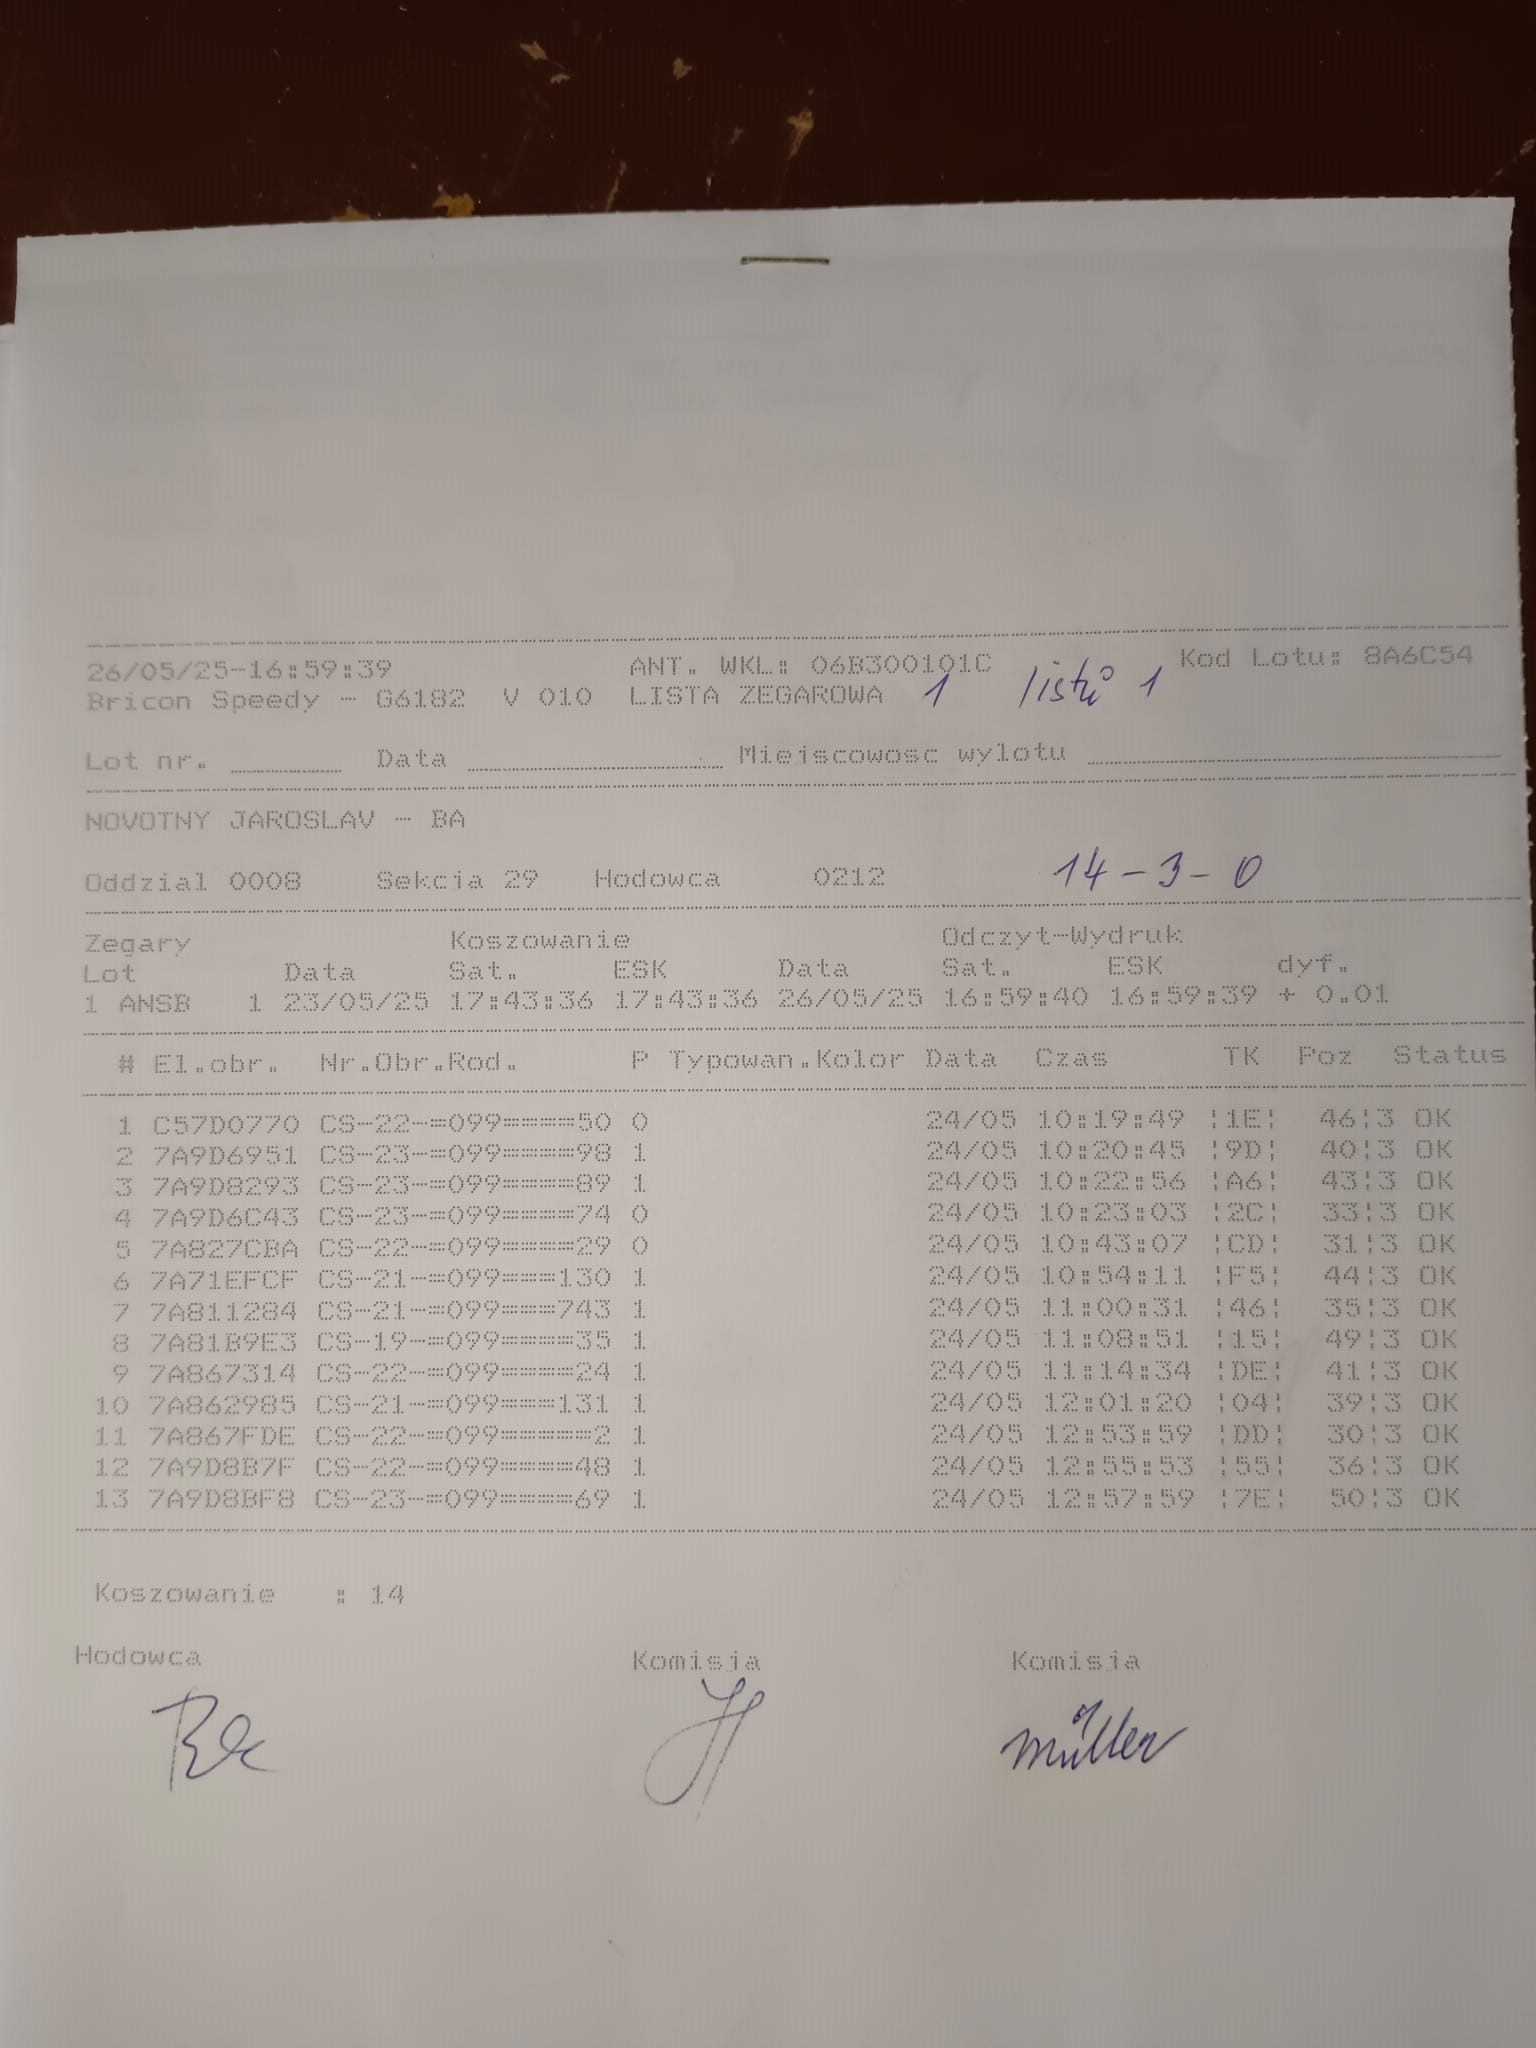 26/05/25-16:59:39 ANT. WKL: 06B300101C Kod Lotu: 8A6C54
Bricon Speedy - G6182 V 010 LISTA ZEGAROWA 1 listů 1
Lot nr. Data Miejscowosc wylotu
NOVOTNY JAROSLAV - BA
Oddzial 0008 Sekcja 29 Hodowca 0212 14-3-0
Zegary Koszowanie Odczyt-Wydruk
Lot Data Sat. ESK Data Sat. ESK dyf.
1 ANSB 1 23/05/25 17:43:36 17:43:36 26/05/25 16:59:40 16:59:39 + 0.01
# El.obr. Nr.Obr.Rod. P Typowan.Kolor Data Czas TK Poz Status
1 C57D0770 CS-22-=099=====50 0 24/05 10:19:49 ¦1E¦ 46¦3 OK
2 7A9D6951 CS-23-=099=====98 1 24/05 10:20:45 ¦9D¦ 40¦3 OK
3 7A9D8293 CS-23-=099=====89 1 24/05 10:22:56 ¦A6¦ 43¦3 OK
4 7A9D6C43 CS-23-=099=====74 0 24/05 10:23:03 ¦2C¦ 33¦3 OK
5 7A827CBA CS-22-=099=====29 0 24/05 10:43:07 ¦CD¦ 31¦3 OK
6 7A71EFCF CS-21-=099====130 1 24/05 10:54:11 ¦F5¦ 44¦3 OK
7 7A811284 CS-21-=099====743 1 24/05 11:00:31 ¦46¦ 35¦3 OK
8 7A81B9E3 CS-19-=099=====35 1 24/05 11:08:51 ¦15¦ 49¦3 OK
9 7A867314 CS-22-=099=====24 1 24/05 11:14:34 ¦DE¦ 41¦3 OK
10 7A862985 CS-21-=099====131 1 24/05 12:01:20 ¦04¦ 39¦3 OK
11 7A867FDE CS-22-=099======2 1 24/05 12:53:59 ¦DD¦ 30¦3 OK
12 7A9D8B7F CS-22-=099=====48 1 24/05 12:55:53 ¦55¦ 36¦3 OK
13 7A9D8BF8 CS-23-=099=====69 1 24/05 12:57:59 ¦7E¦ 50¦3 OK
Koszowanie : 14
Hodowca Komisja Komisja
Müller